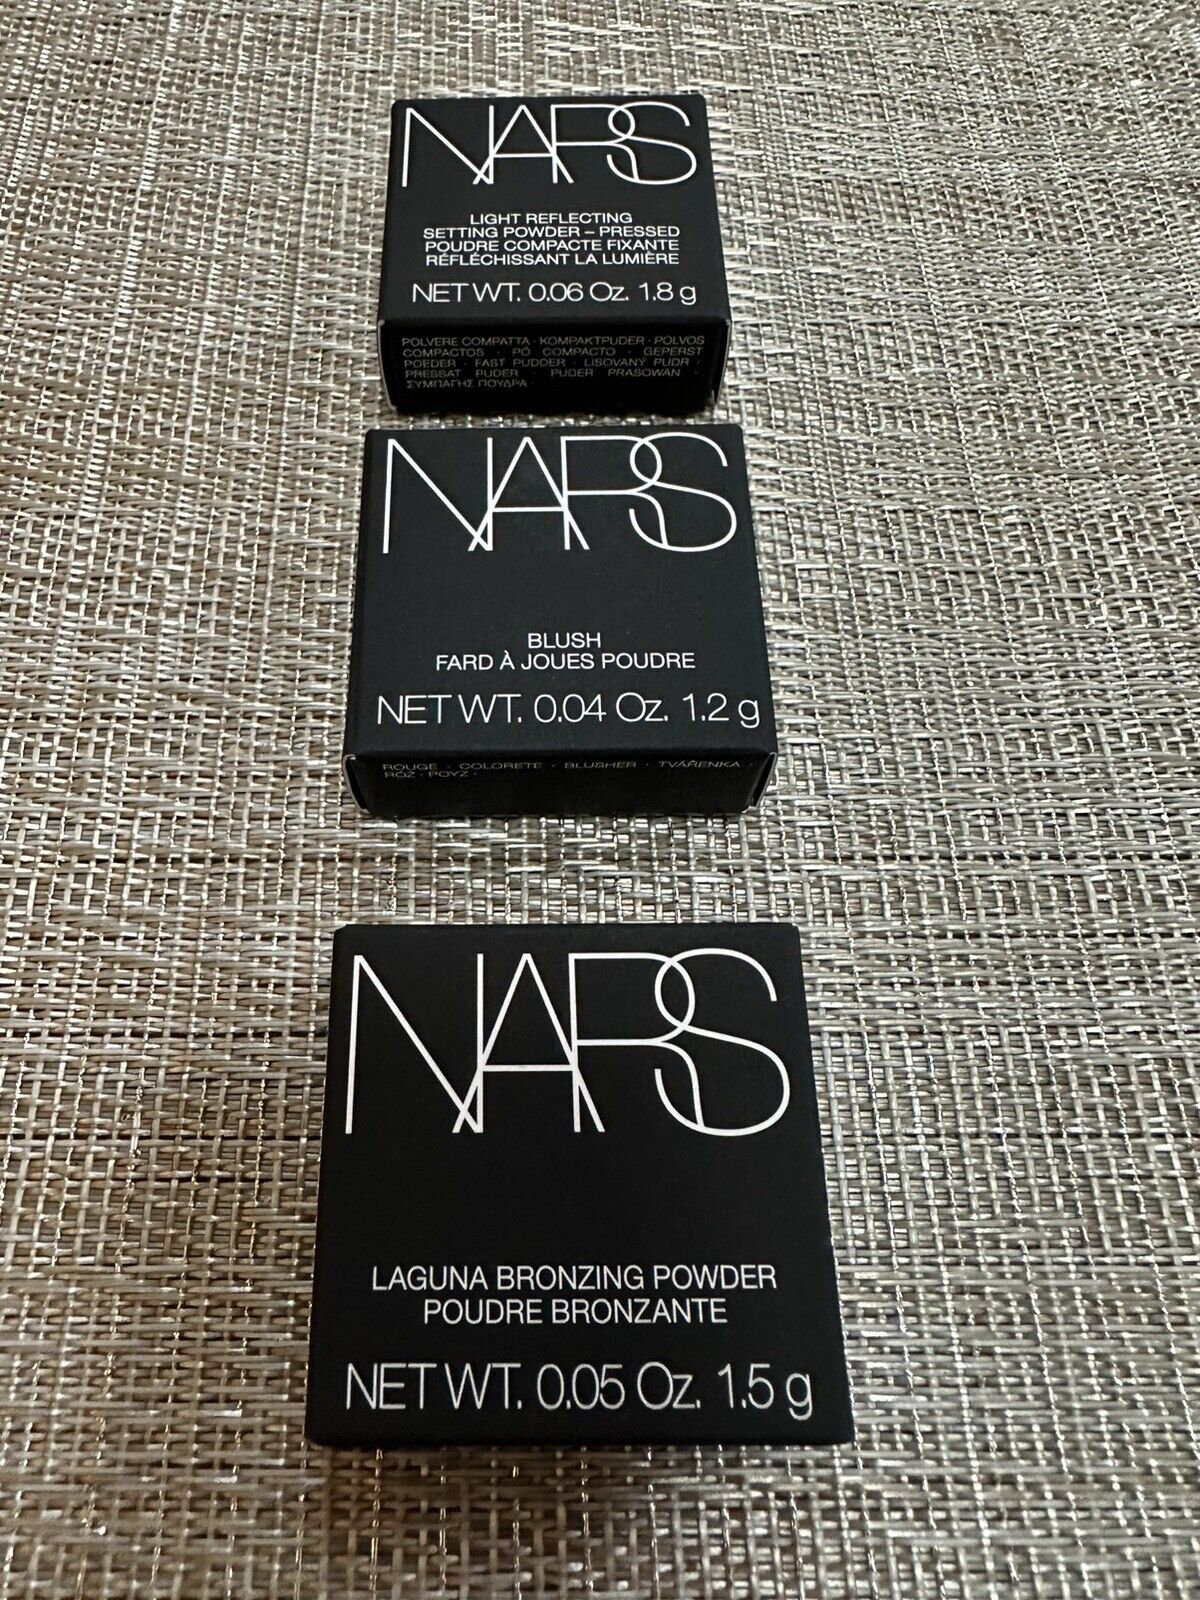 NARS
LIGHT REFLECTING
SETTING POWDER – PRESSED
POUDRE COMPACTE FIXANTE
RÉFLÉCHISSANT LA LUMIÈRE
NET WT. 0.06 Oz. 1.8 g
POLVERE COMPATTA · KOMPAKTPUDER · POLVOS
COMPACTOS · PÓ COMPACTO · GEPERST
POEDER · FAST PUDDER · LISOVANÝ PUDR ·
PRESSAT PUDER · PUDER PRASOWAN ·
ΣΥΜΠΑΓΗΣ ΠΟΥΔΡΑ ·
NARS
BLUSH
FARD À JOUES POUDRE
NET WT. 0.04 Oz. 1.2 g
ROUGE · COLORETE · BLUSHER · TVÁŘENKA ·
RÓŻ · ΡΟΥΖ ·
NARS
LAGUNA BRONZING POWDER
POUDRE BRONZANTE
NET WT. 0.05 Oz. 1.5 g